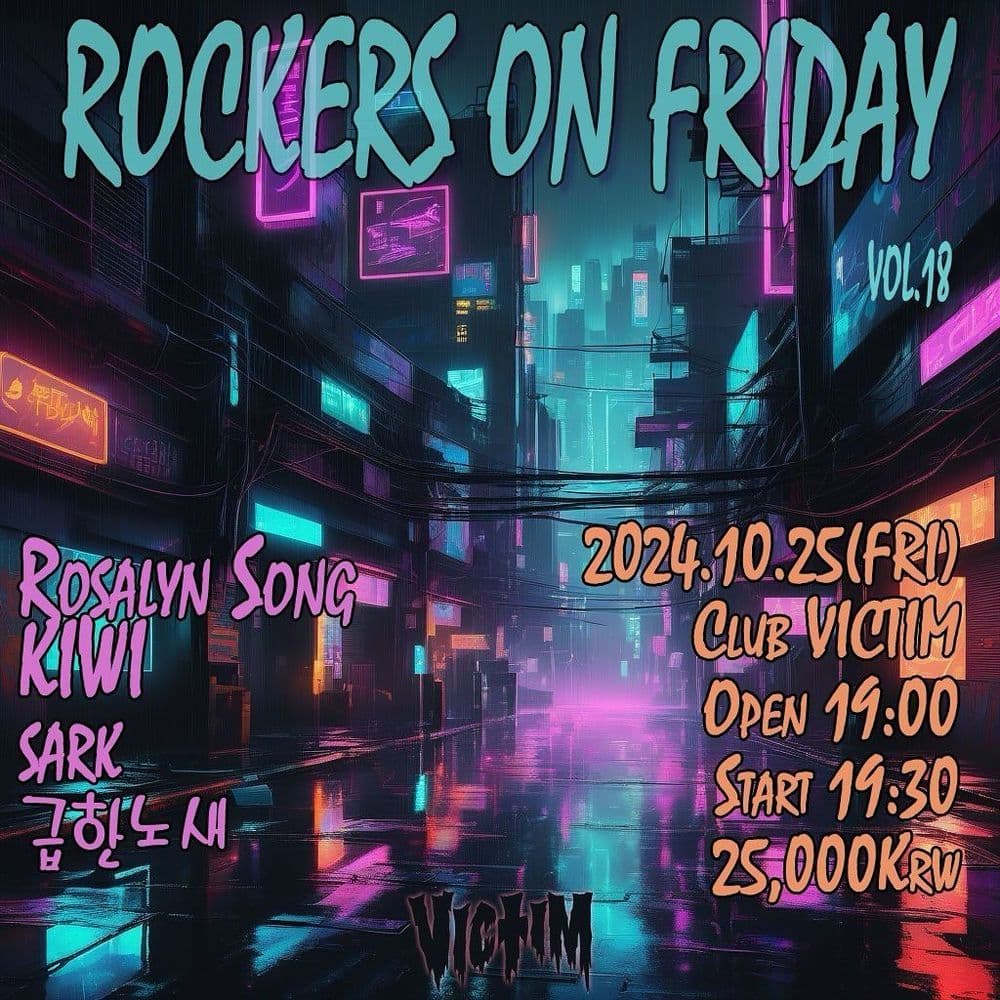 ROCKERS ON FRIDAY
VOL.18
ROSALYN SONG
KIWI
SARK
급한노새
2024.10.25(FRI)
CLUB VICTIM
OPEN 19:00
START 19:30
25,000KRW
VICTIM